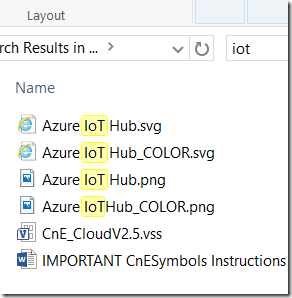 Layout
rch Results in ...
iot
Name
Azure IoT Hub.svg
Azure IoT Hub_COLOR.svg
Azure IoT Hub.png
Azure IoTHub_COLOR.png
CnE_CloudV2.5.vss
IMPORTANT CnESymbols Instructions